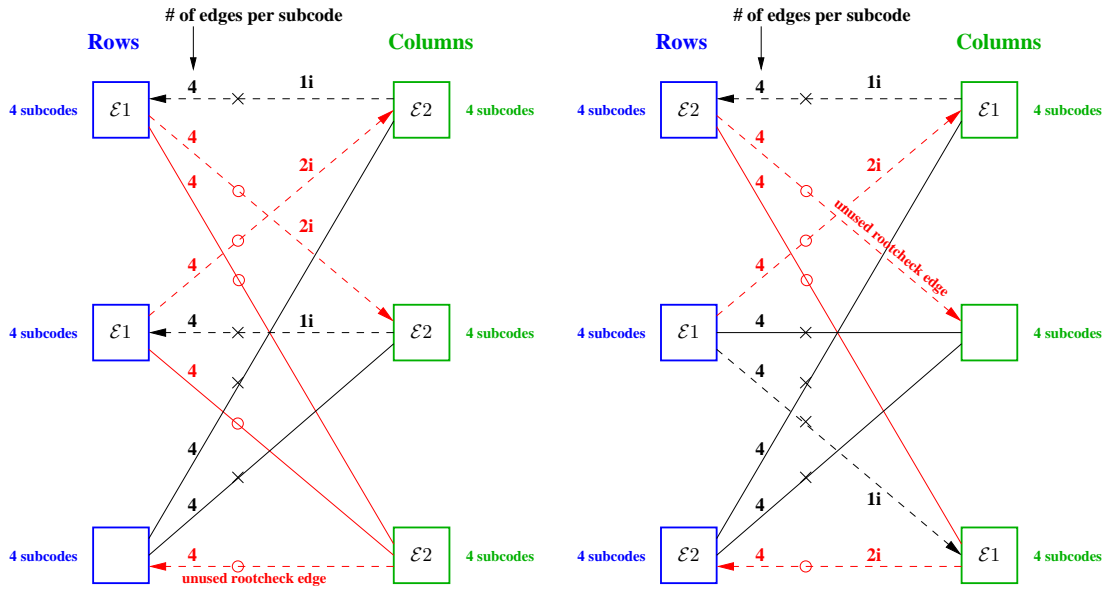 # of edges per subcode
Rows
Columns
4
1i
4 subcodes
ℰ1
ℰ2
4 subcodes
4
4
2i
2i
4
4
1i
4 subcodes
ℰ1
ℰ2
4 subcodes
4
4
4
4
4 subcodes
ℰ2
4 subcodes
unused rootcheck edge
# of edges per subcode
Rows
Columns
4
1i
4 subcodes
ℰ2
ℰ1
4 subcodes
4
4
2i
unused rootcheck edge
4
4
4 subcodes
ℰ1
4 subcodes
4
4
1i
4
4
2i
4 subcodes
ℰ2
ℰ1
4 subcodes